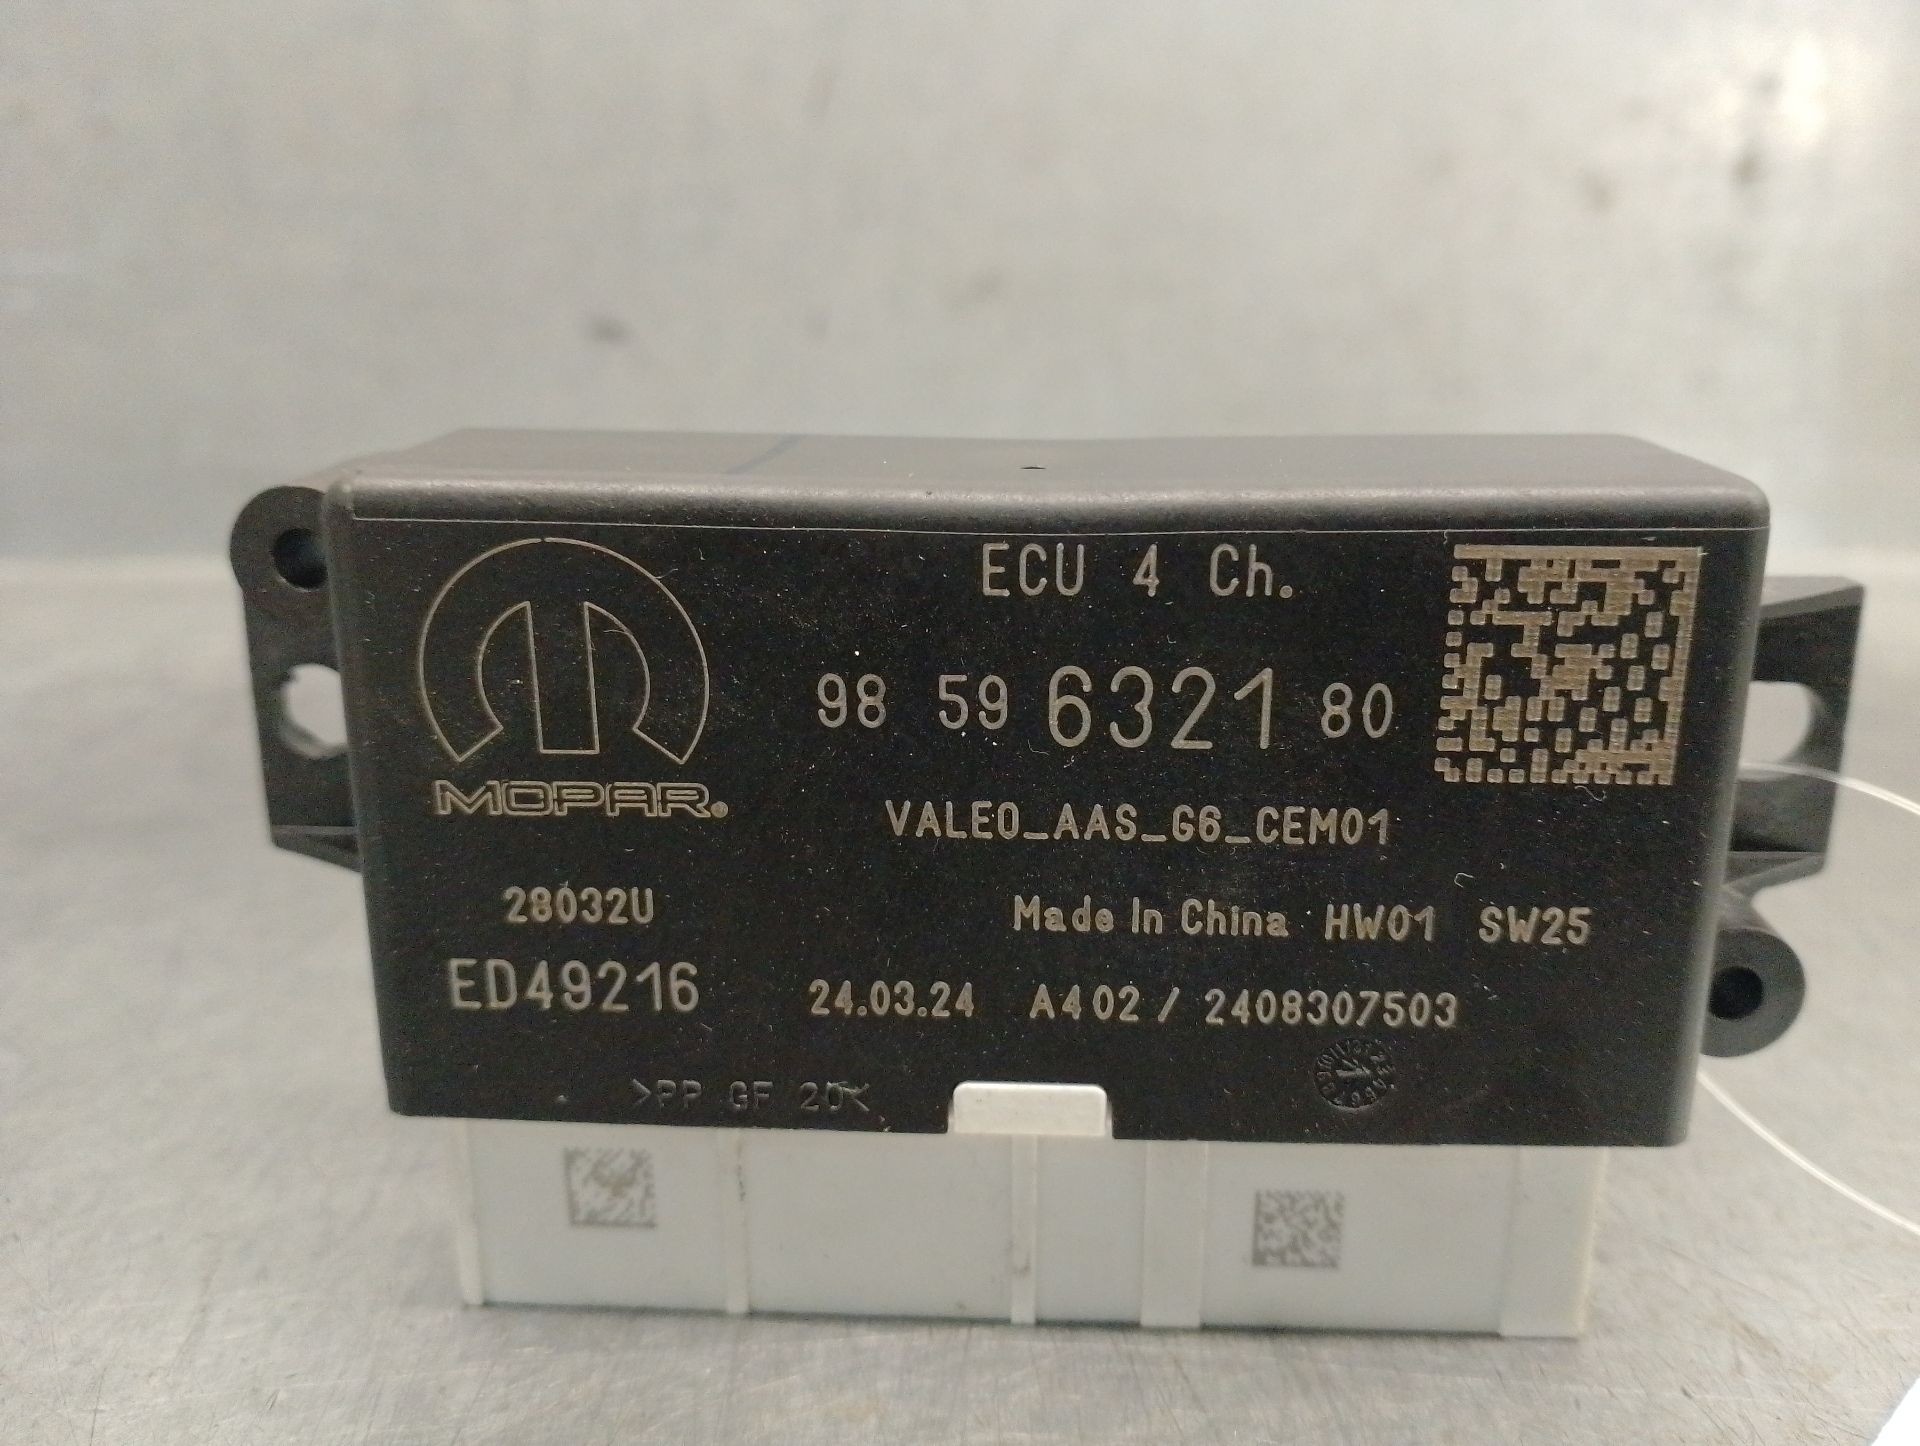 ECU 4 Ch.
98 59 6321 80
MOPAR®
VALEO_AAS_G6_CEM01
28032U
Made In China HW01 SW25
ED49216
24.03.24 A402 / 2408307503
>PP GF 20<